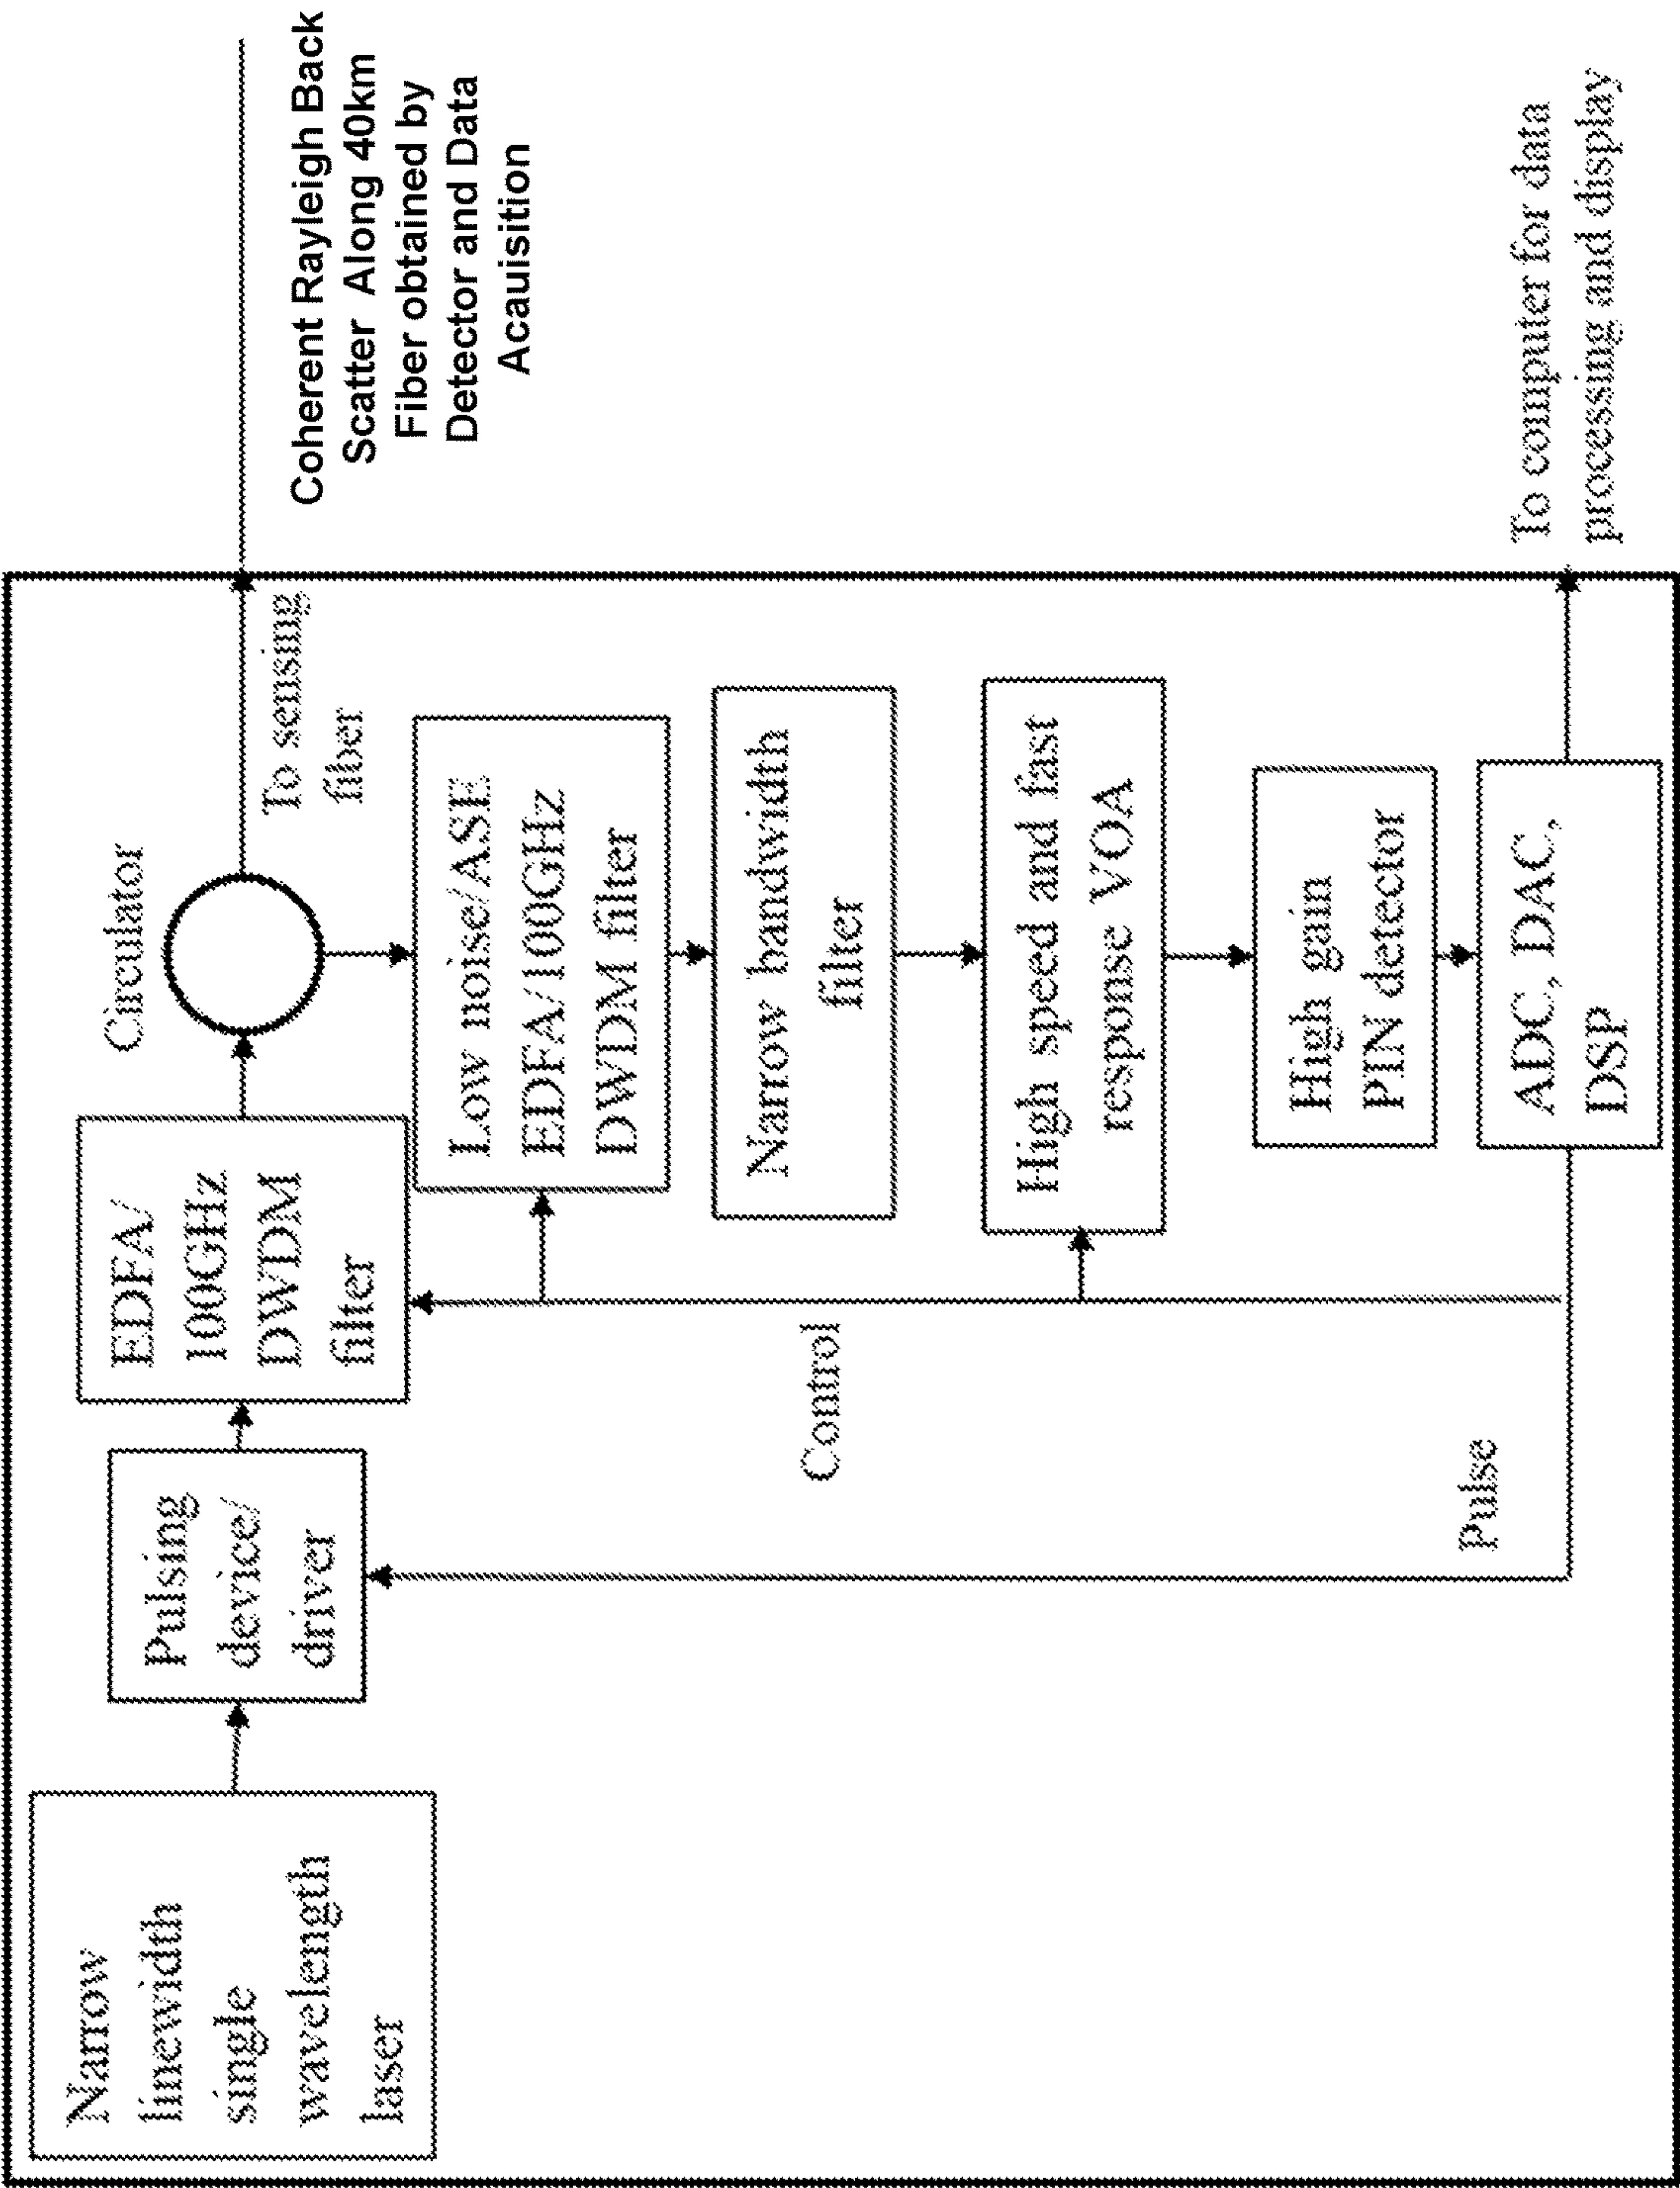 Narrow
linewidth
single
wavelength
laser
Pulsing
device/
driver
EDFA/
100GHz
DWDM
filter
Circulator
To sensing
fiber
Coherent Rayleigh Back
Scatter Along 40km
Fiber obtained by
Detector and Data
Acauisition
Low noise/ASE
EDFA/100GHz
DWDM filter
Narrow bandwidth
filter
High speed and fast
response VOA
High gain
PIN detector
ADC, DAC,
DSP
Control
Pulse
To computer for data
processing and display